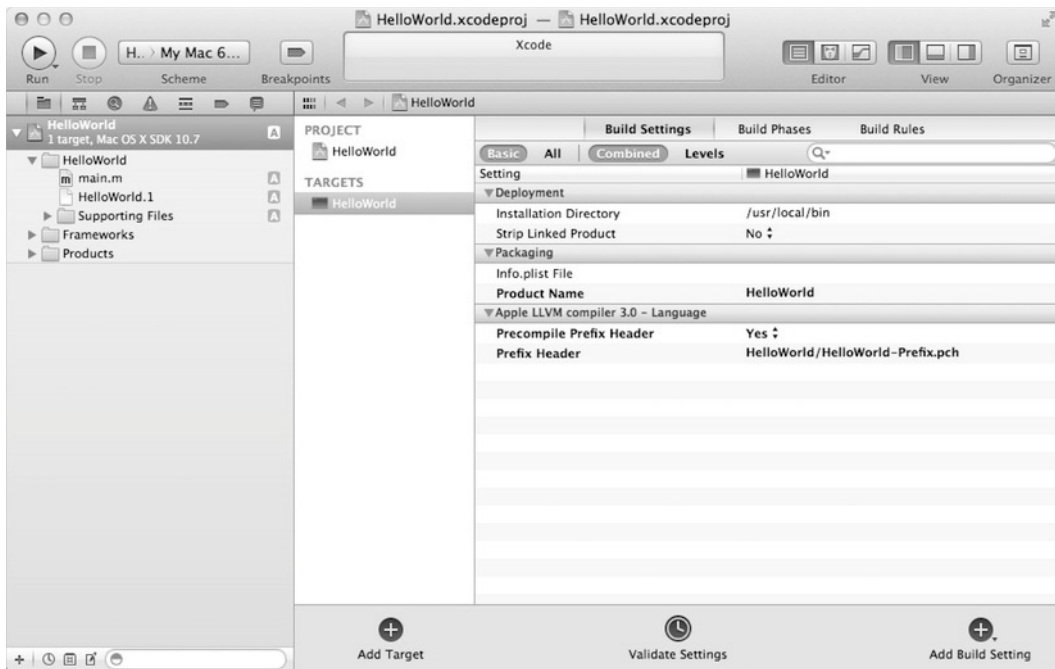 HelloWorld.xcodeproj — HelloWorld.xcodeproj
H.. › My Mac 6...
Xcode
Run Stop Scheme Breakpoints Editor View Organizer
HelloWorld
HelloWorld
1 target, Mac OS X SDK 10.7
A
HelloWorld
m main.m A
HelloWorld.1 A
Supporting Files A
Frameworks
Products
PROJECT
HelloWorld
TARGETS
HelloWorld
Build Settings Build Phases Build Rules
Basic All Combined Levels
Setting HelloWorld
Deployment
Installation Directory /usr/local/bin
Strip Linked Product No
Packaging
Info.plist File
Product Name HelloWorld
Apple LLVM compiler 3.0 – Language
Precompile Prefix Header Yes
Prefix Header HelloWorld/HelloWorld-Prefix.pch
Add Target Validate Settings Add Build Setting